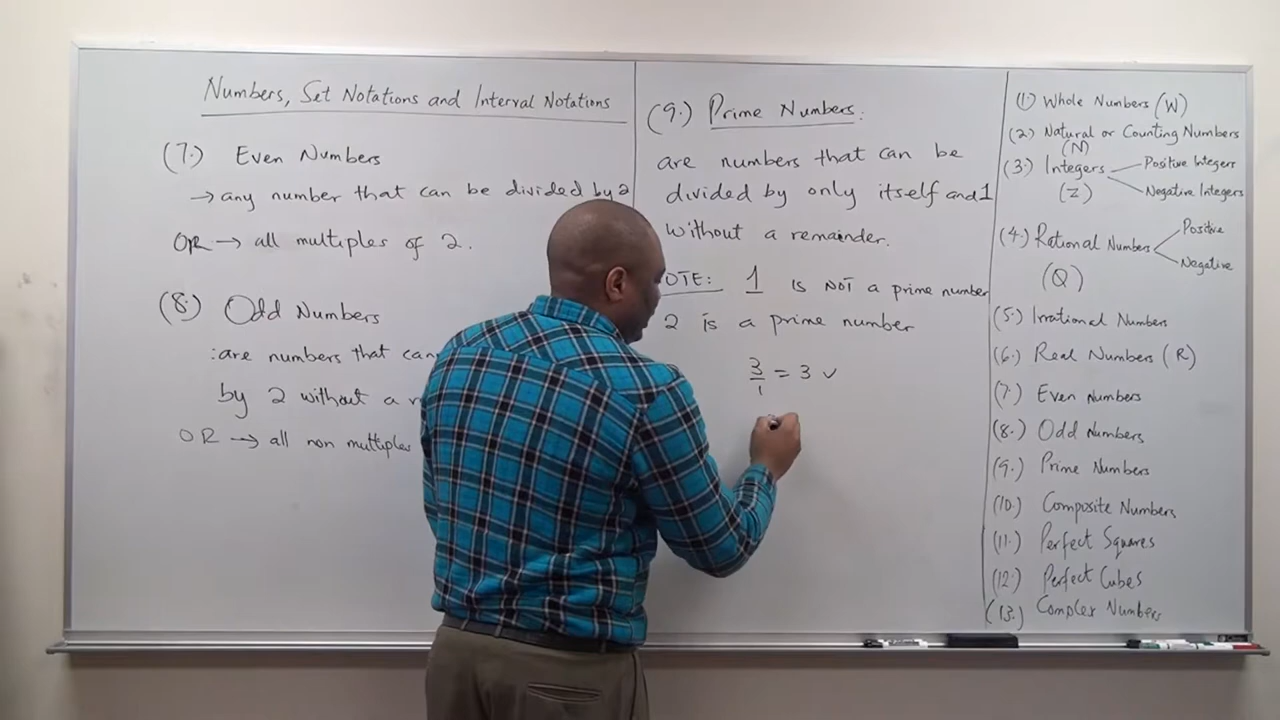 Numbers, Set Notations and Interval Notations
(7.) Even Numbers
→ any number that can be divided by 2
OR → all multiples of 2.
(8.) Odd Numbers
: are numbers that can
by 2 without a
OR → all non multiples
(9.) Prime Numbers:
are numbers that can be
divided by only itself and 1
without a remainder.
OTE: 1 is NOT a prime number
2 is a prime number
3/1 = 3 ✓
(1) Whole Numbers (W)
(2) Natural or Counting Numbers
(N)
(3.) Integers
Positive Integers
Negative Integers
(Z)
(4.) Rational Numbers
Positive
Negative
(Q)
(5.) Irrational Numbers
(6.) Real Numbers (R)
(7.) Even Numbers
(8.) Odd Numbers
(9.) Prime Numbers
(10.) Composite Numbers
(11.) Perfect Squares
(12.) Perfect Cubes
(13.) Complex Numbers